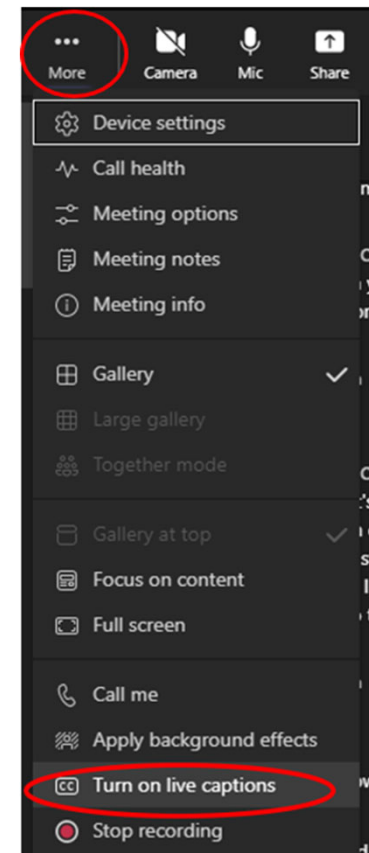 More Camera Mic Share
Device settings
Call health
Meeting options
Meeting notes
Meeting info
Gallery
Large gallery
Together mode
Gallery at top
Focus on content
Full screen
Call me
Apply background effects
CC Turn on live captions
Stop recording